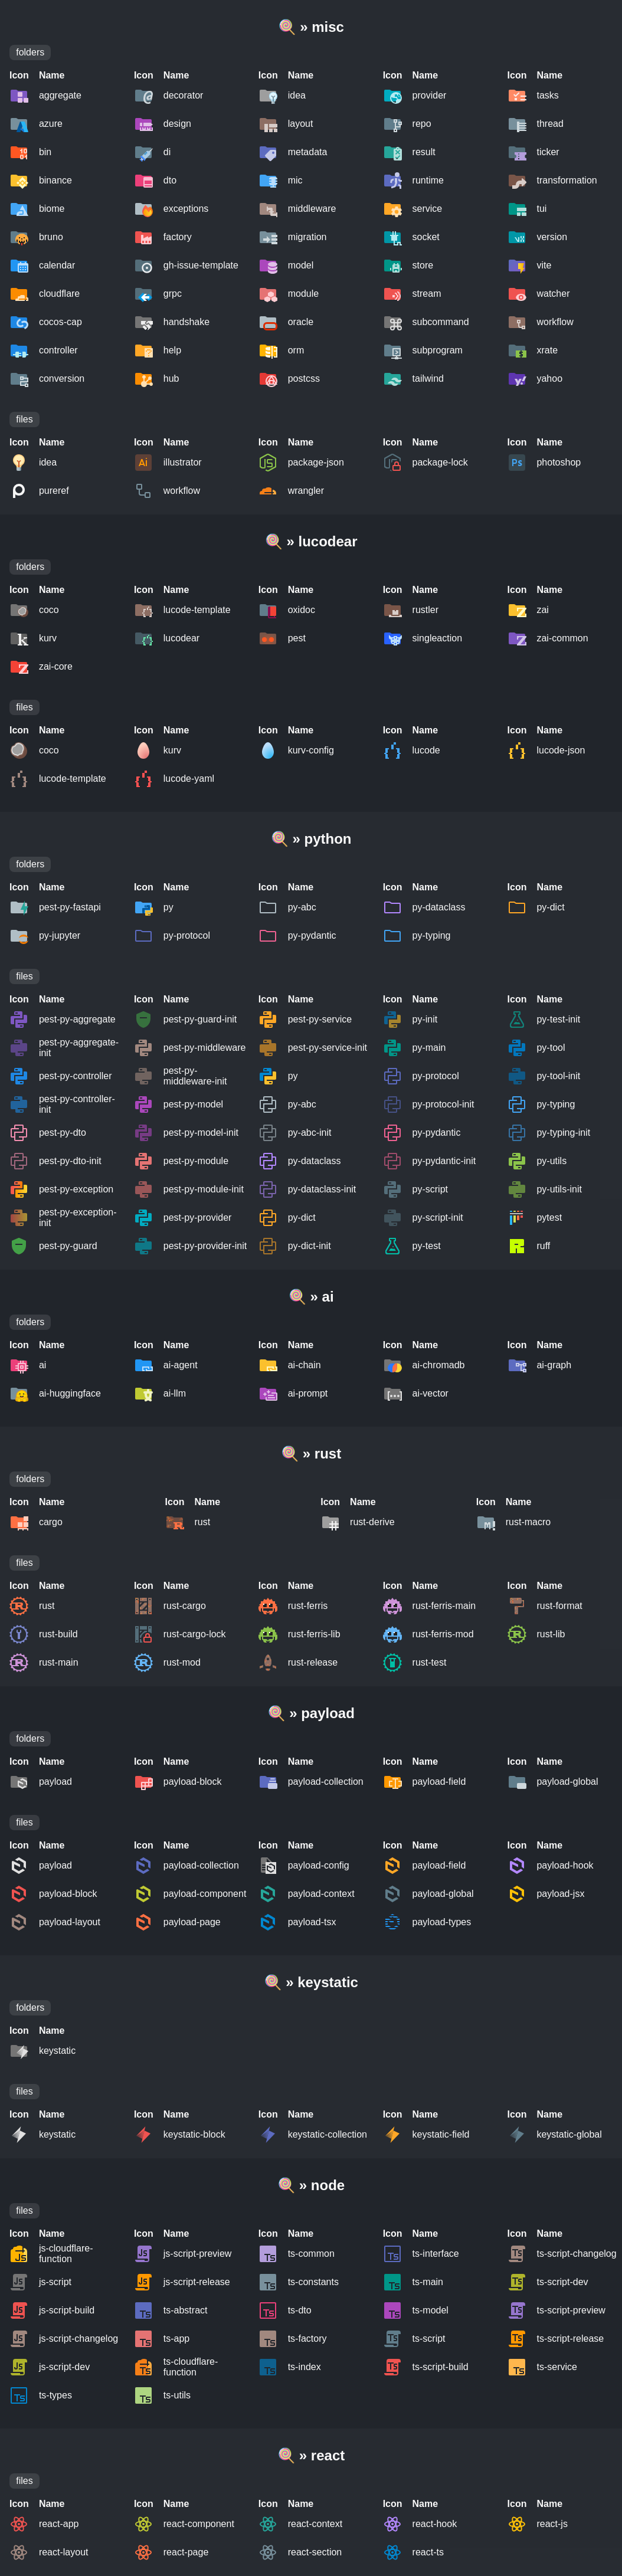 » misc
folders
Icon Name Icon Name Icon Name Icon Name Icon Name
aggregate decorator idea provider tasks
azure design layout repo thread
bin di metadata result ticker
binance dto mic runtime transformation
biome exceptions middleware service tui
bruno factory migration socket version
calendar gh-issue-template model store vite
cloudflare grpc module stream watcher
cocos-cap handshake oracle subcommand workflow
controller help orm subprogram xrate
conversion hub postcss tailwind yahoo
files
Icon Name Icon Name Icon Name Icon Name Icon Name
idea illustrator package-json package-lock photoshop
pureref workflow wrangler
» lucodear
folders
Icon Name Icon Name Icon Name Icon Name Icon Name
coco lucode-template oxidoc rustler zai
kurv lucodear pest singleaction zai-common
zai-core
files
Icon Name Icon Name Icon Name Icon Name Icon Name
coco kurv kurv-config lucode lucode-json
lucode-template lucode-yaml
» python
folders
Icon Name Icon Name Icon Name Icon Name Icon Name
pest-py-fastapi py py-abc py-dataclass py-dict
py-jupyter py-protocol py-pydantic py-typing
files
Icon Name Icon Name Icon Name Icon Name Icon Name
pest-py-aggregate pest-py-guard-init pest-py-service py-init py-test-init
pest-py-aggregate-
init pest-py-middleware pest-py-service-init py-main py-tool
pest-py-controller pest-py-
middleware-init py py-protocol py-tool-init
pest-py-controller-
init pest-py-model py-abc py-protocol-init py-typing
pest-py-dto pest-py-model-init py-abc-init py-pydantic py-typing-init
pest-py-dto-init pest-py-module py-dataclass py-pydantic-init py-utils
pest-py-exception pest-py-module-init py-dataclass-init py-script py-utils-init
pest-py-exception-
init pest-py-provider py-dict py-script-init pytest
pest-py-guard pest-py-provider-init py-dict-init py-test ruff
» ai
folders
Icon Name Icon Name Icon Name Icon Name Icon Name
ai ai-agent ai-chain ai-chromadb ai-graph
ai-huggingface ai-llm ai-prompt ai-vector
» rust
folders
Icon Name Icon Name Icon Name Icon Name
cargo rust rust-derive rust-macro
files
Icon Name Icon Name Icon Name Icon Name Icon Name
rust rust-cargo rust-ferris rust-ferris-main rust-format
rust-build rust-cargo-lock rust-ferris-lib rust-ferris-mod rust-lib
rust-main rust-mod rust-release rust-test
» payload
folders
Icon Name Icon Name Icon Name Icon Name Icon Name
payload payload-block payload-collection payload-field payload-global
files
Icon Name Icon Name Icon Name Icon Name Icon Name
payload payload-collection payload-config payload-field payload-hook
payload-block payload-component payload-context payload-global payload-jsx
payload-layout payload-page payload-tsx payload-types
» keystatic
folders
Icon Name
keystatic
files
Icon Name Icon Name Icon Name Icon Name Icon Name
keystatic keystatic-block keystatic-collection keystatic-field keystatic-global
» node
files
Icon Name Icon Name Icon Name Icon Name Icon Name
js-cloudflare-
function js-script-preview ts-common ts-interface ts-script-changelog
js-script js-script-release ts-constants ts-main ts-script-dev
js-script-build ts-abstract ts-dto ts-model ts-script-preview
js-script-changelog ts-app ts-factory ts-script ts-script-release
js-script-dev ts-cloudflare-
function ts-index ts-script-build ts-service
ts-types ts-utils
» react
files
Icon Name Icon Name Icon Name Icon Name Icon Name
react-app react-component react-context react-hook react-js
react-layout react-page react-section react-ts